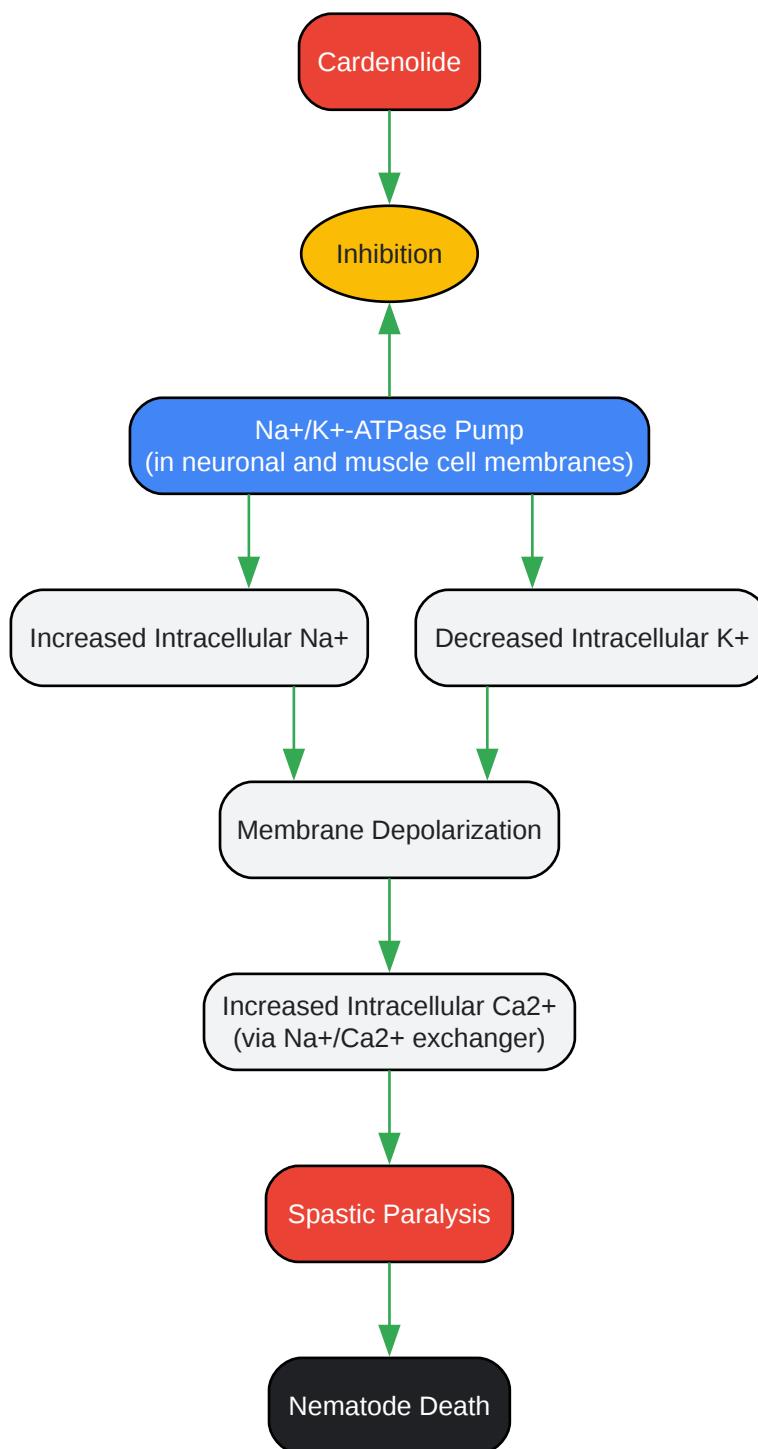 Cardenolide
Inhibition
Na+/K+-ATPase Pump
(in neuronal and muscle cell membranes)
Increased Intracellular Na+
Decreased Intracellular K+
Membrane Depolarization
Increased Intracellular Ca2+
(via Na+/Ca2+ exchanger)
Spastic Paralysis
Nematode Death